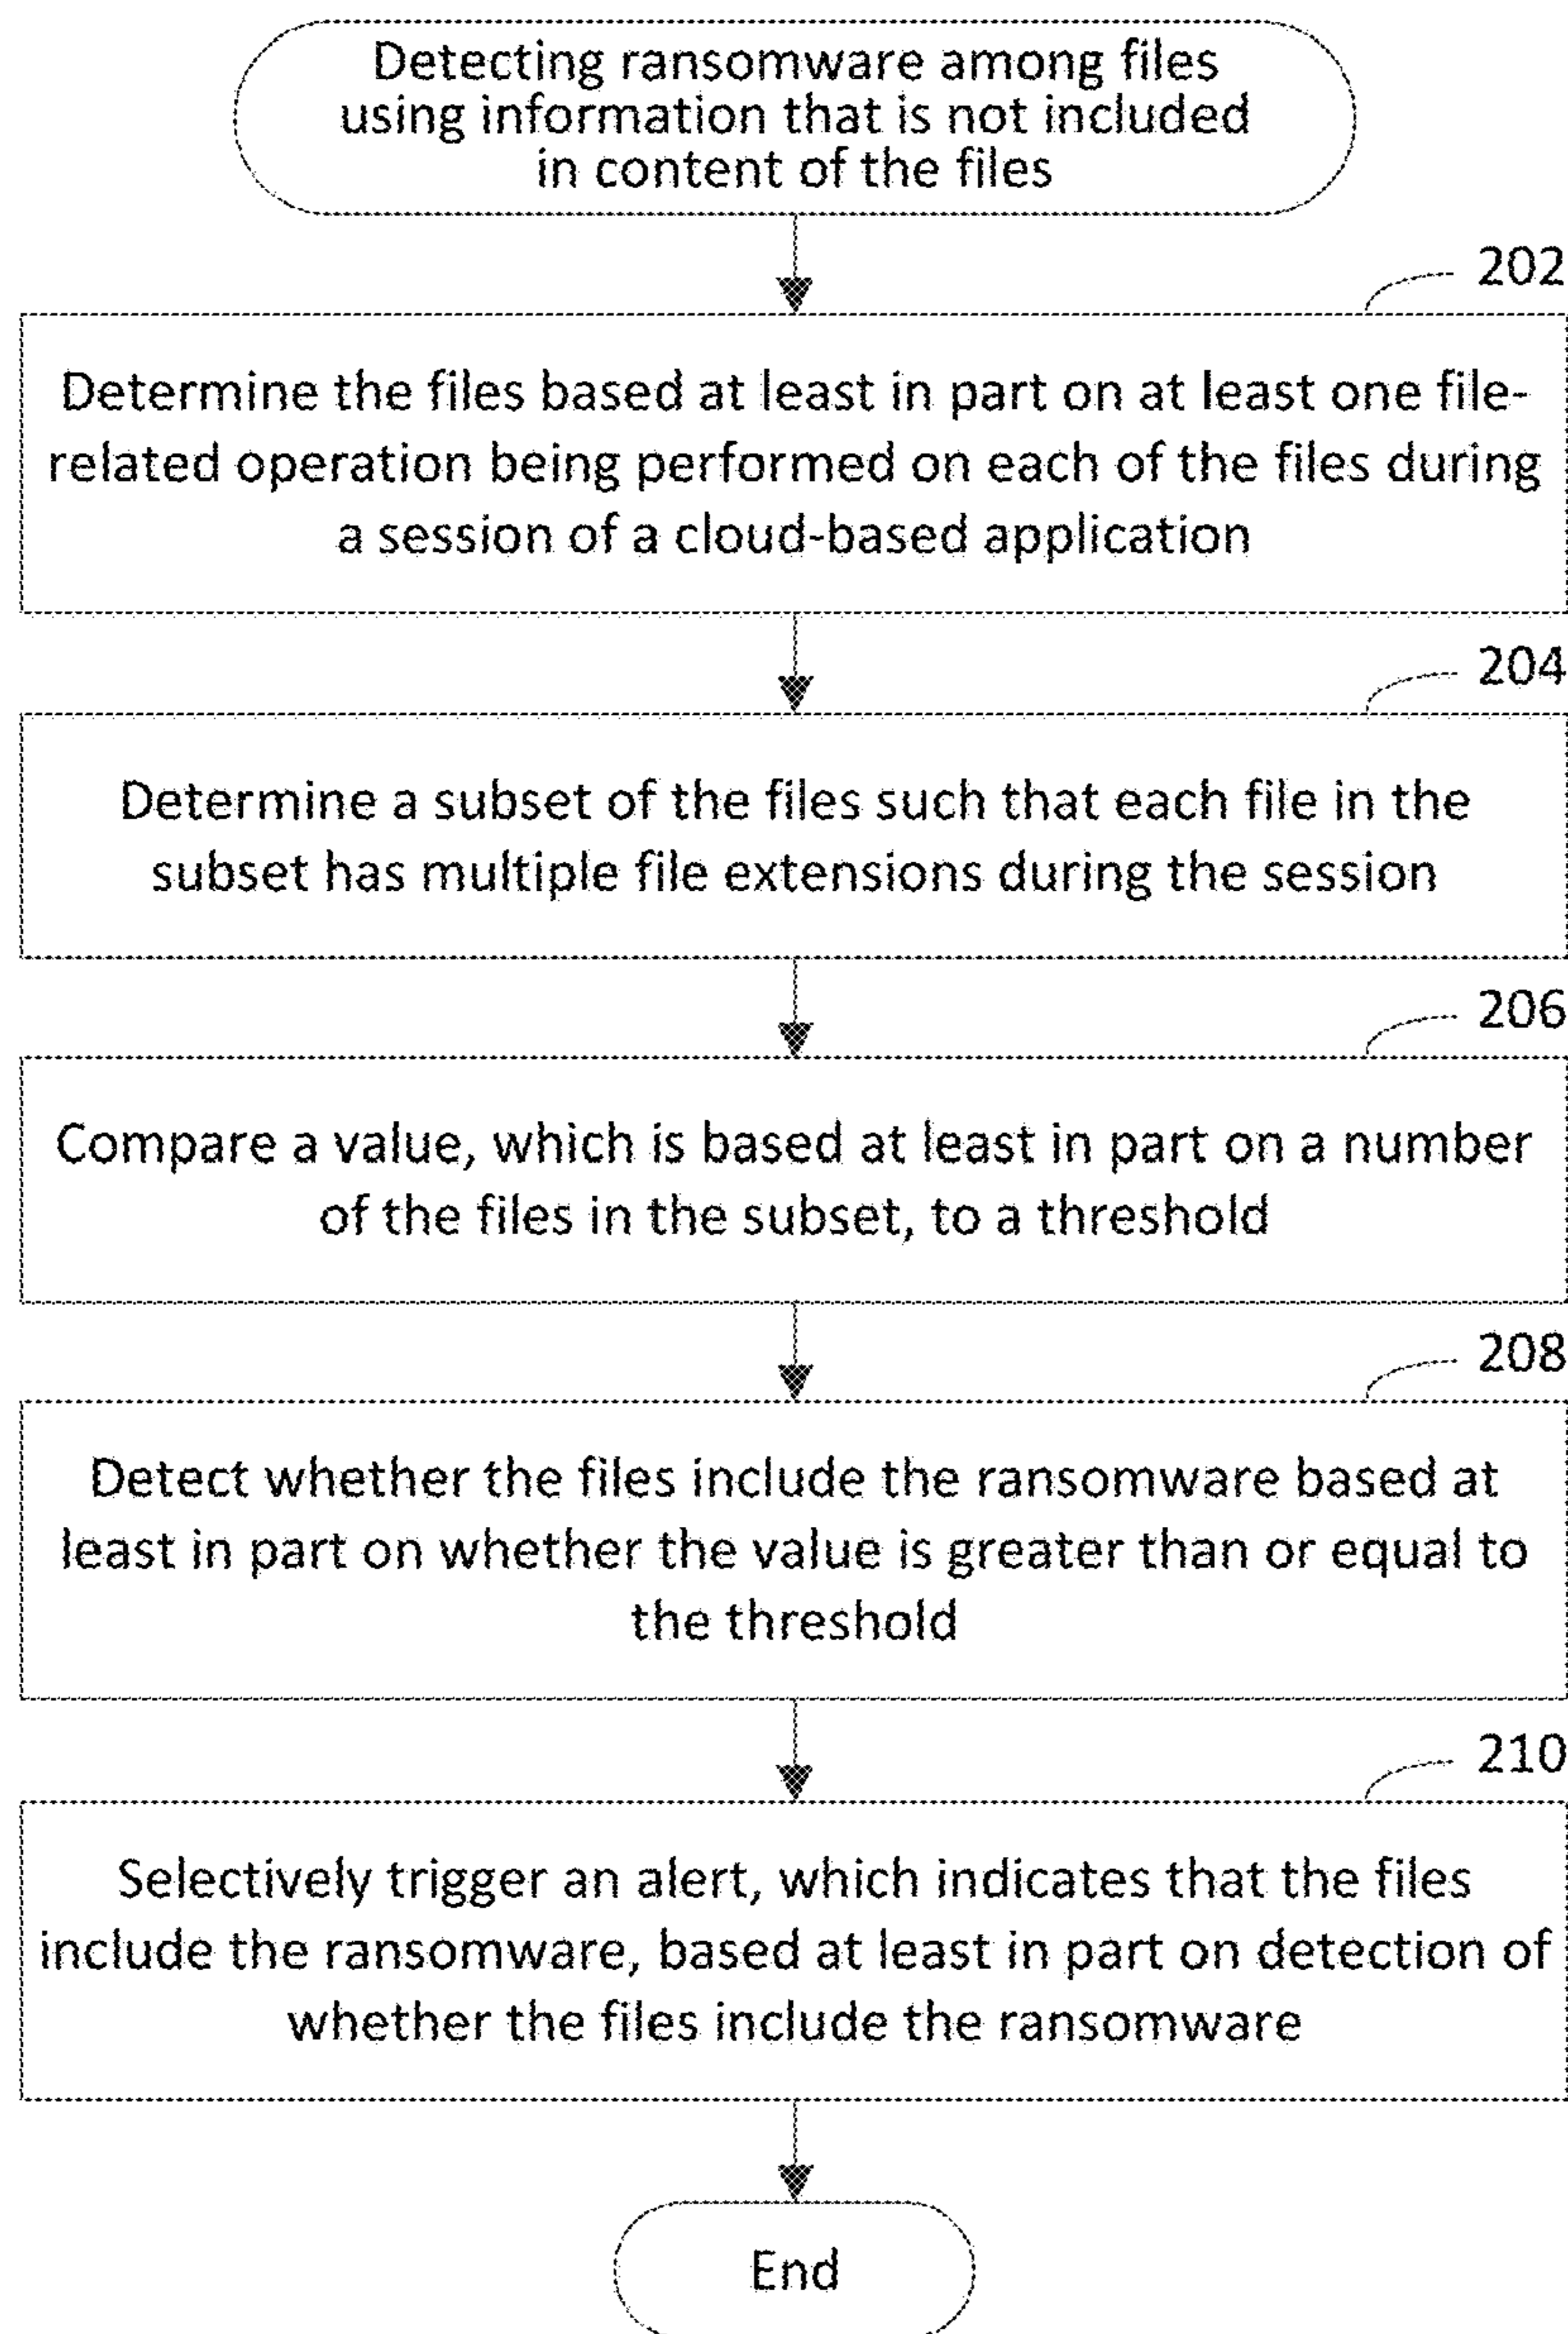 Detecting ransomware among files
using information that is not included
in content of the files
202
Determine the files based at least in part on at least one file-
related operation being performed on each of the files during
a session of a cloud-based application
204
Determine a subset of the files such that each file in the
subset has multiple file extensions during the session
206
Compare a value, which is based at least in part on a number
of the files in the subset, to a threshold
208
Detect whether the files include the ransomware based at
least in part on whether the value is greater than or equal to
the threshold
210
Selectively trigger an alert, which indicates that the files
include the ransomware, based at least in part on detection of
whether the files include the ransomware
End